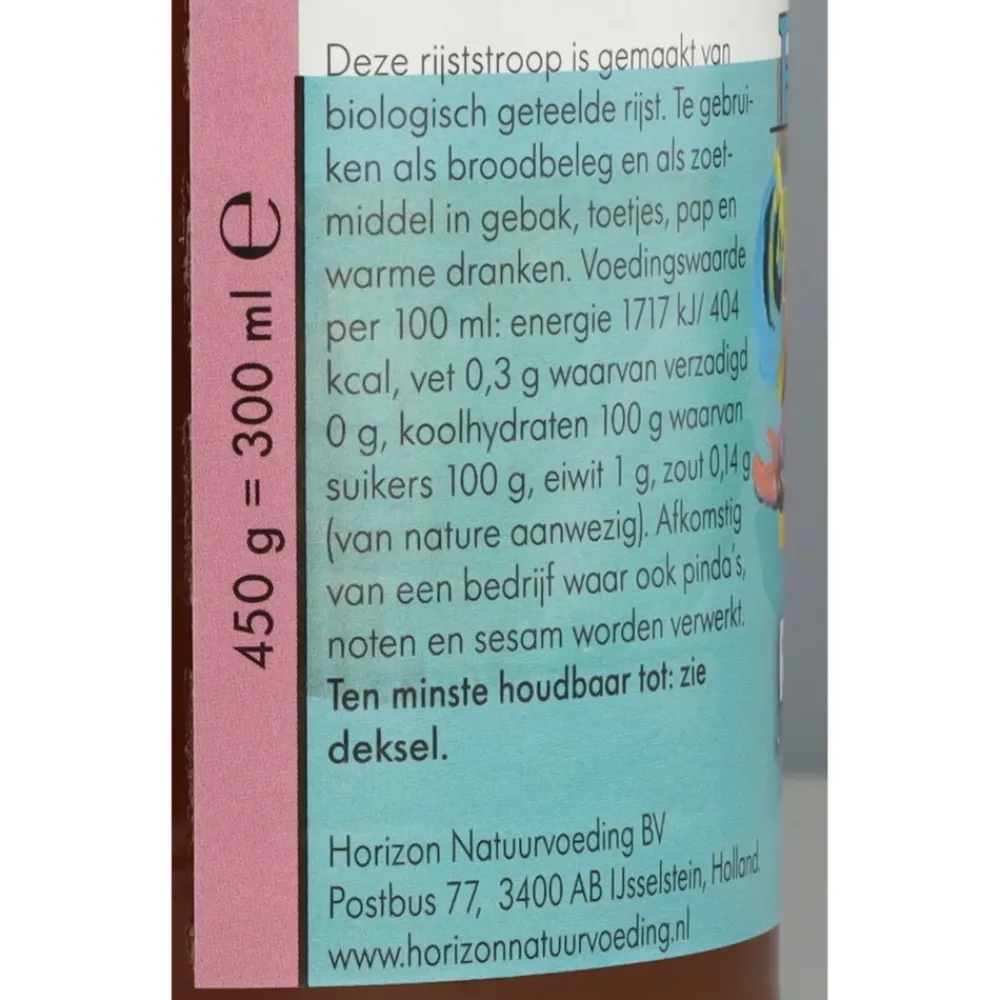 450 g = 300 ml ℮
Deze rijststroop is gemaakt van
biologisch geteelde rijst. Te gebrui-
ken als broodbeleg en als zoet-
middel in gebak, toetjes, pap en
warme dranken. Voedingswaarde
per 100 ml: energie 1717 kJ/ 404
kcal, vet 0,3 g waarvan verzadigd
0 g, koolhydraten 100 g waarvan
suikers 100 g, eiwit 1 g, zout 0,14 g
(van nature aanwezig). Afkomstig
van een bedrijf waar ook pinda's,
noten en sesam worden verwerkt.
Ten minste houdbaar tot: zie
deksel.
Horizon Natuurvoeding BV
Postbus 77, 3400 AB IJsselstein, Holland.
www.horizonnatuurvoeding.nl